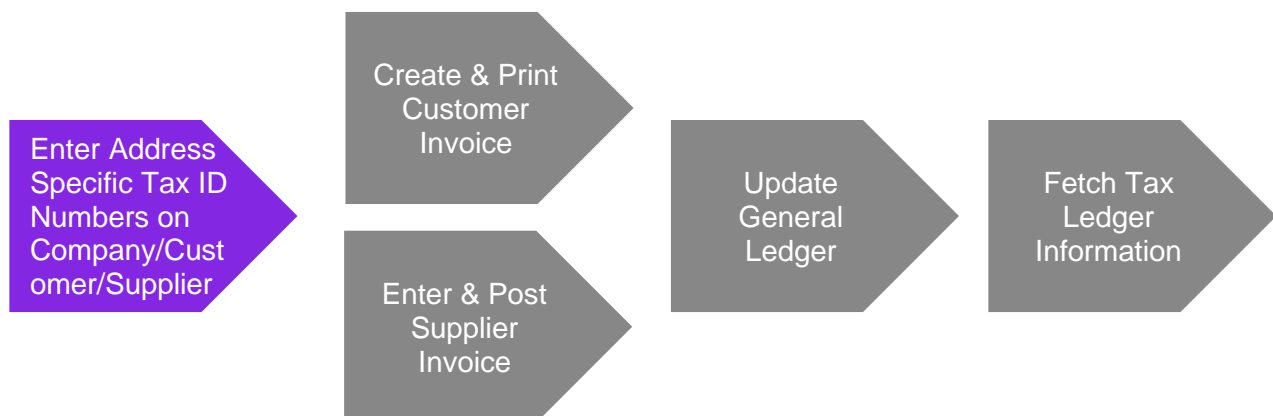 Enter Address
Specific Tax ID
Numbers on
Company/Cust
omer/Supplier
Create & Print
Customer
Invoice
Enter & Post
Supplier
Invoice
Update
General
Ledger
Fetch Tax
Ledger
Information